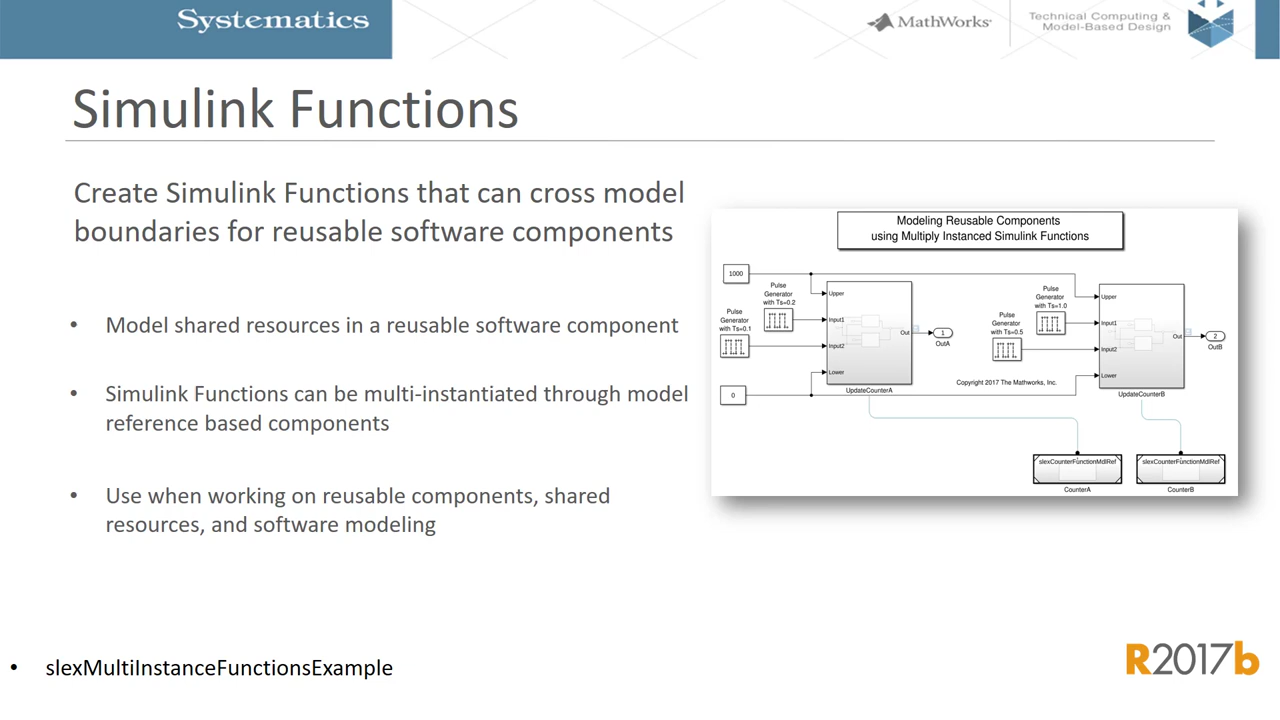 Systematics
MathWorks
Technical Computing &
Model-Based Design
Simulink Functions
Create Simulink Functions that can cross model
boundaries for reusable software components
• Model shared resources in a reusable software component
• Simulink Functions can be multi-instantiated through model
reference based components
• Use when working on reusable components, shared
resources, and software modeling
Modeling Reusable Components
using Multiply Instanced Simulink Functions
1000
Pulse
Generator
with Ts=0.2
Pulse
Generator
with Ts=0.1
0
Upper
Input1
Input2
Lower
Out
UpdateCounterA
1
OutA
Pulse
Generator
with Ts=1.0
Pulse
Generator
with Ts=0.5
Copyright 2017 The Mathworks, Inc.
Upper
Input1
Input2
Lower
Out
UpdateCounterB
2
OutB
slexCounterFunctionMdlRef
CounterA
slexCounterFunctionMdlRef
CounterB
• slexMultiInstanceFunctionsExample
R2017b